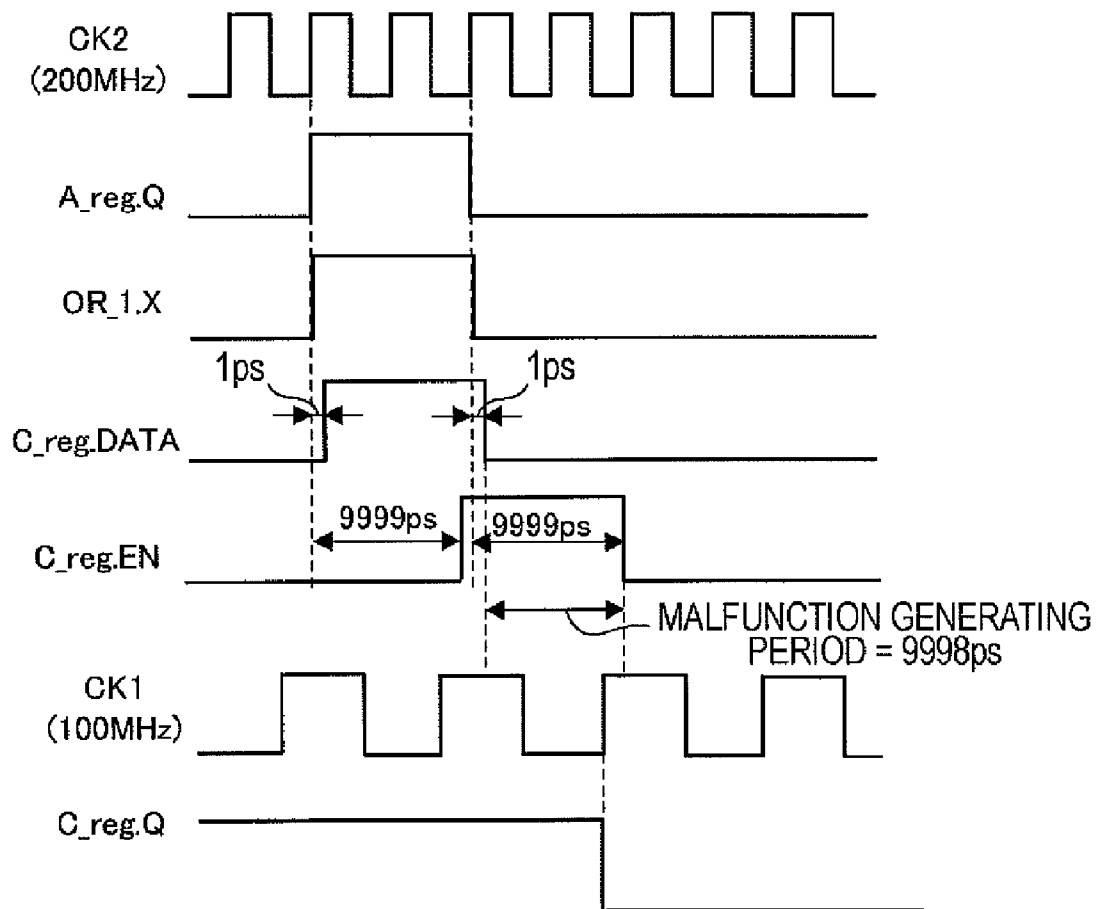 CK2
(200MHz)
A_reg.Q
OR_1.X
1ps
1ps
C_reg.DATA
9999ps
9999ps
C_reg.EN
MALFUNCTION GENERATING
PERIOD = 9998ps
CK1
(100MHz)
C_reg.Q